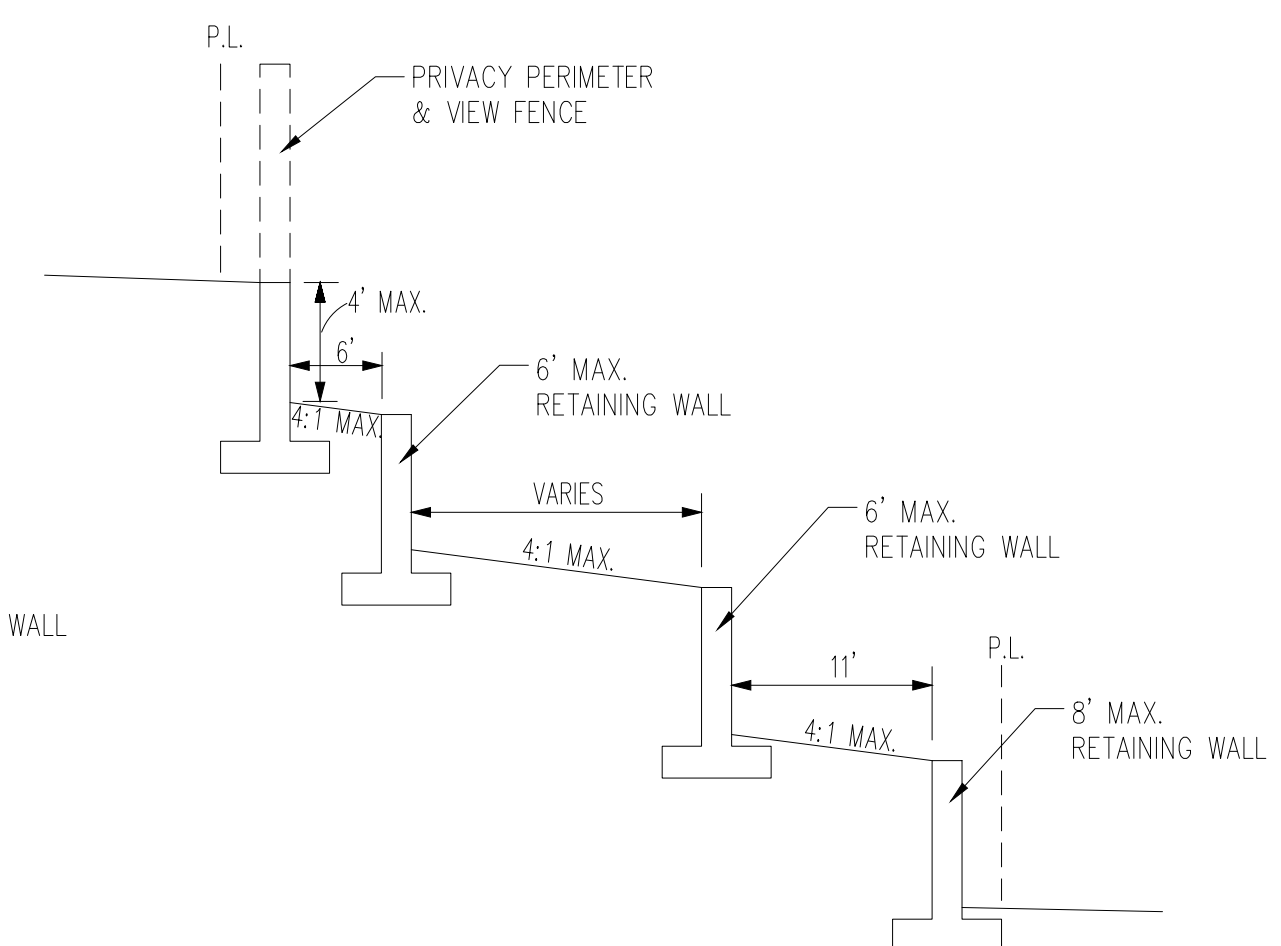 P.L.
PRIVACY PERIMETER
& VIEW FENCE
4' MAX.
6'
4:1 MAX.
6' MAX.
RETAINING WALL
VARIES
4:1 MAX.
6' MAX.
RETAINING WALL
WALL
11'
P.L.
4:1 MAX.
8' MAX.
RETAINING WALL